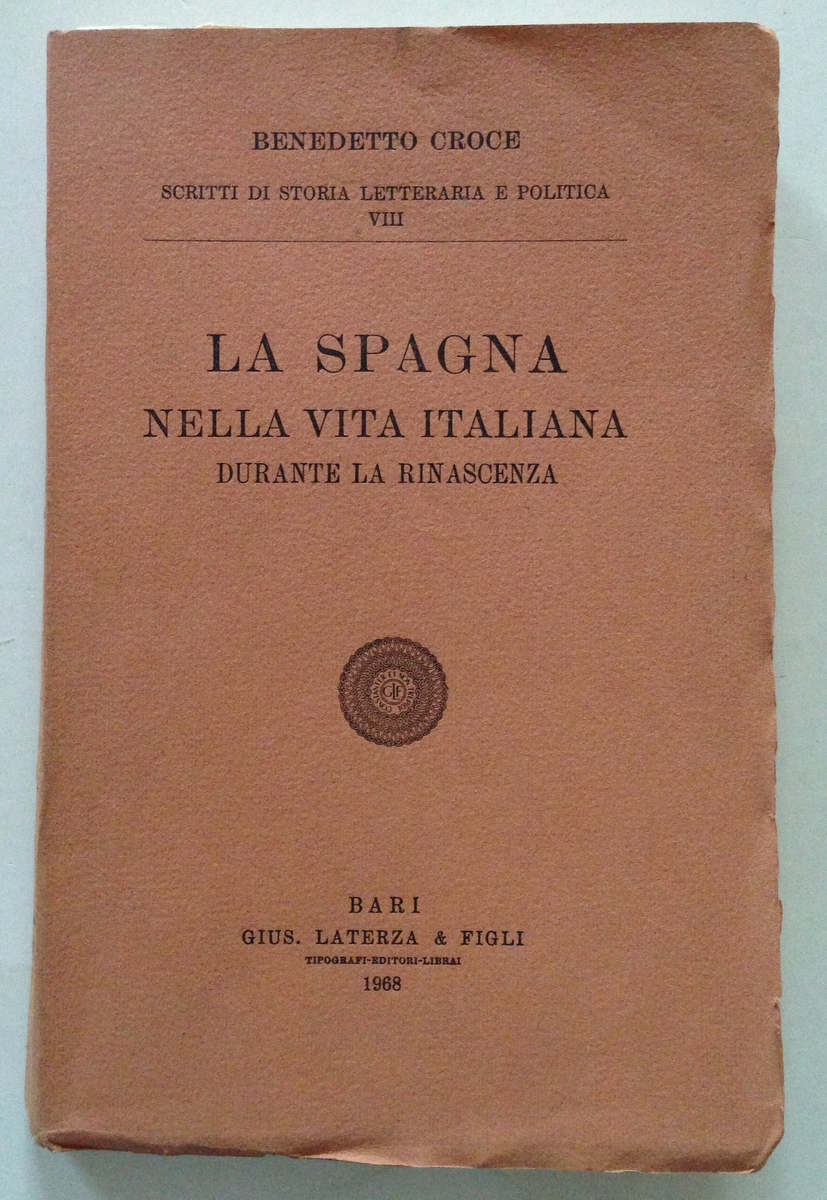 BENEDETTO CROCE
SCRITTI DI STORIA LETTERARIA E POLITICA
VIII
LA SPAGNA
NELLA VITA ITALIANA
DURANTE LA RINASCENZA
GLF
BARI
GIUS. LATERZA & FIGLI
TIPOGRAFI-EDITORI-LIBRAI
1968